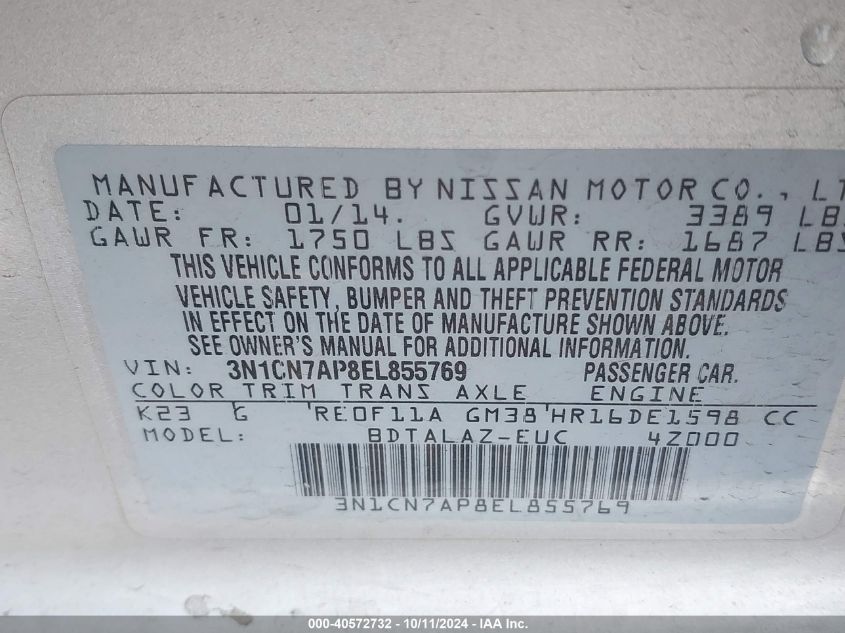 MANUFACTURED BY NISSAN MOTOR CO., LT
DATE: 01/14. GVWR: 3389 LBS
GAWR FR: 1750 LBS GAWR RR: 1687 LBS
THIS VEHICLE CONFORMS TO ALL APPLICABLE FEDERAL MOTOR
VEHICLE SAFETY, BUMPER AND THEFT PREVENTION STANDARDS
IN EFFECT ON THE DATE OF MANUFACTURE SHOWN ABOVE.
SEE OWNER'S MANUAL FOR ADDITIONAL INFORMATION.
VIN: 3N1CN7AP8EL855769 PASSENGER CAR.
COLOR TRIM TRANS AXLE ENGINE
K23 G RE0F11A GM38 HR16DE1598 CC
MODEL: BDTALAZ-EUC 4Z000
3N1CN7AP8EL855769
000-40572732 - 10/11/2024 - IAA Inc.